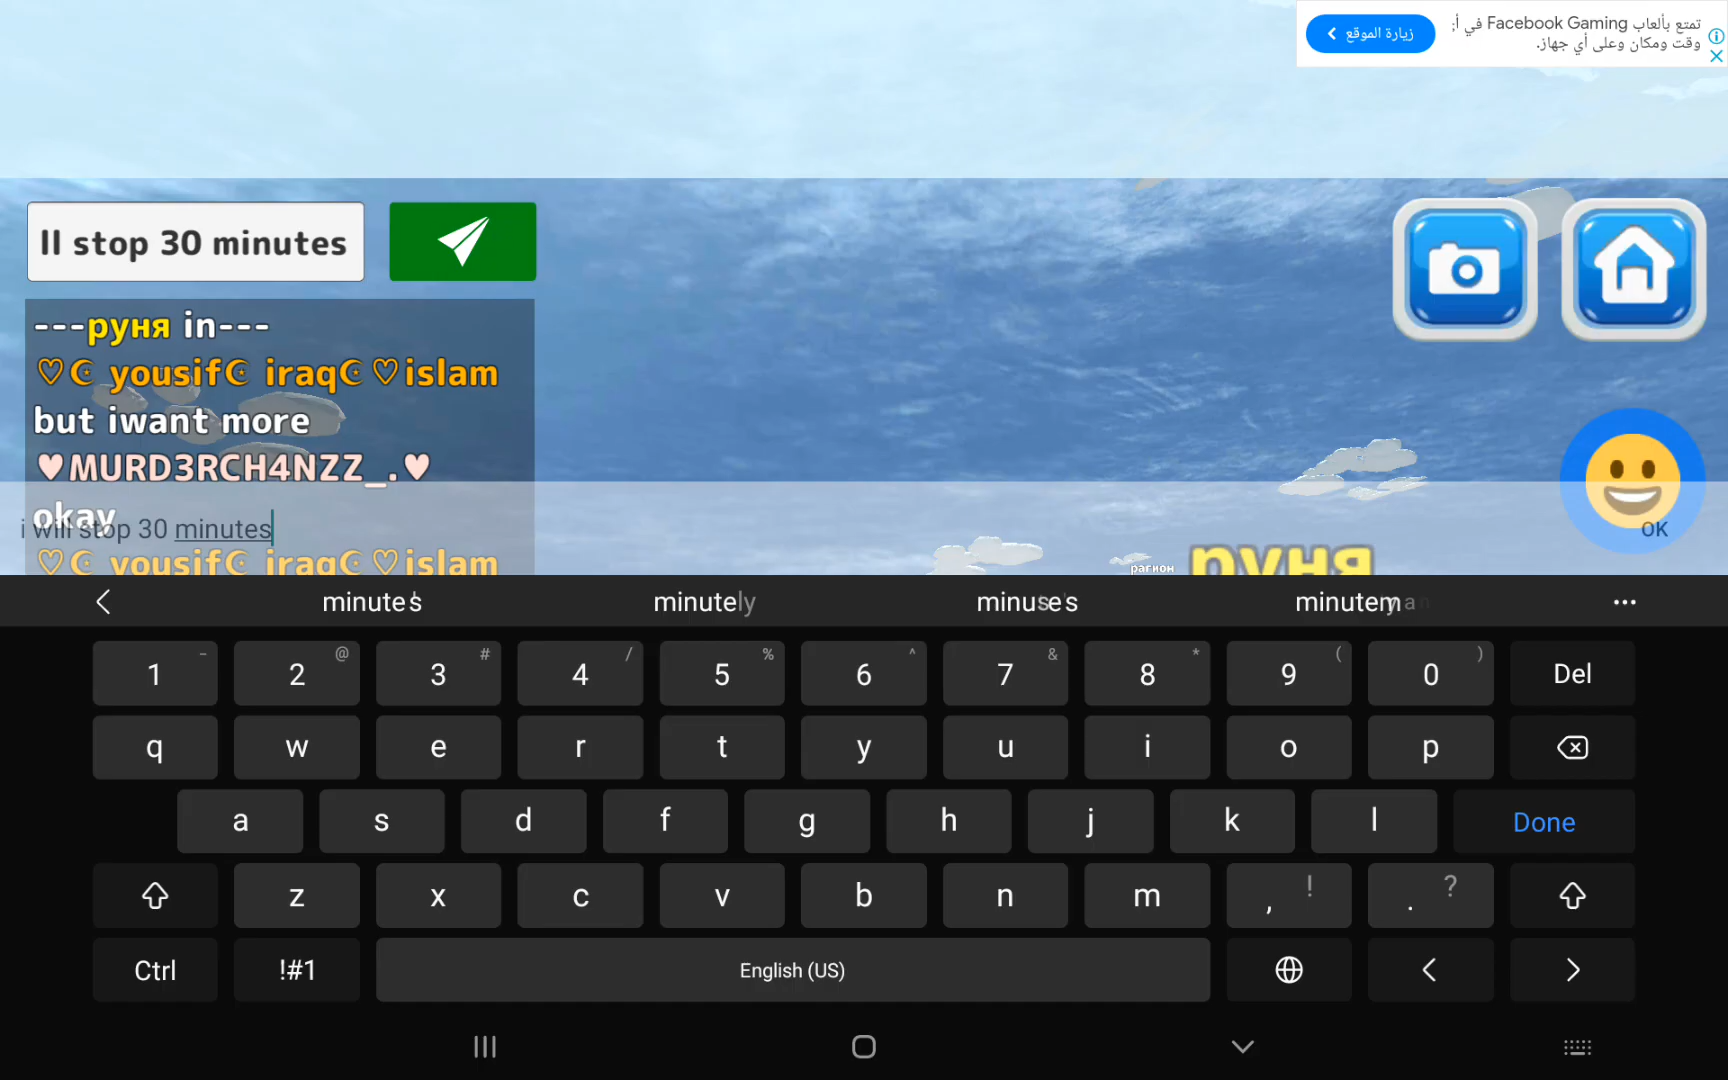 تمتع بألعاب Facebook Gaming في أ;
وقت ومكان وعلى أي جهاز.
زيارة الموقع
ll stop 30 minutes
---руня in---
♡☪ yousif☪ iraq☪♡islam
but iwant more
♥MURD3RCH4NZZ_.♥
okay
i will stop 30 minutes
OK
♡☪ yousif☪ iraq☪♡islam
рагион
руня
minutes
minutely
minuses
1 - 2 @ 3 # 4 / 5 % 6 ^ 7 & 8 * 9 ( 0 ) Del
q w e r t y u i o p
a s d f g h j k l Done
z x c v b n m , ! . ?
Ctrl !#1 English (US) < >